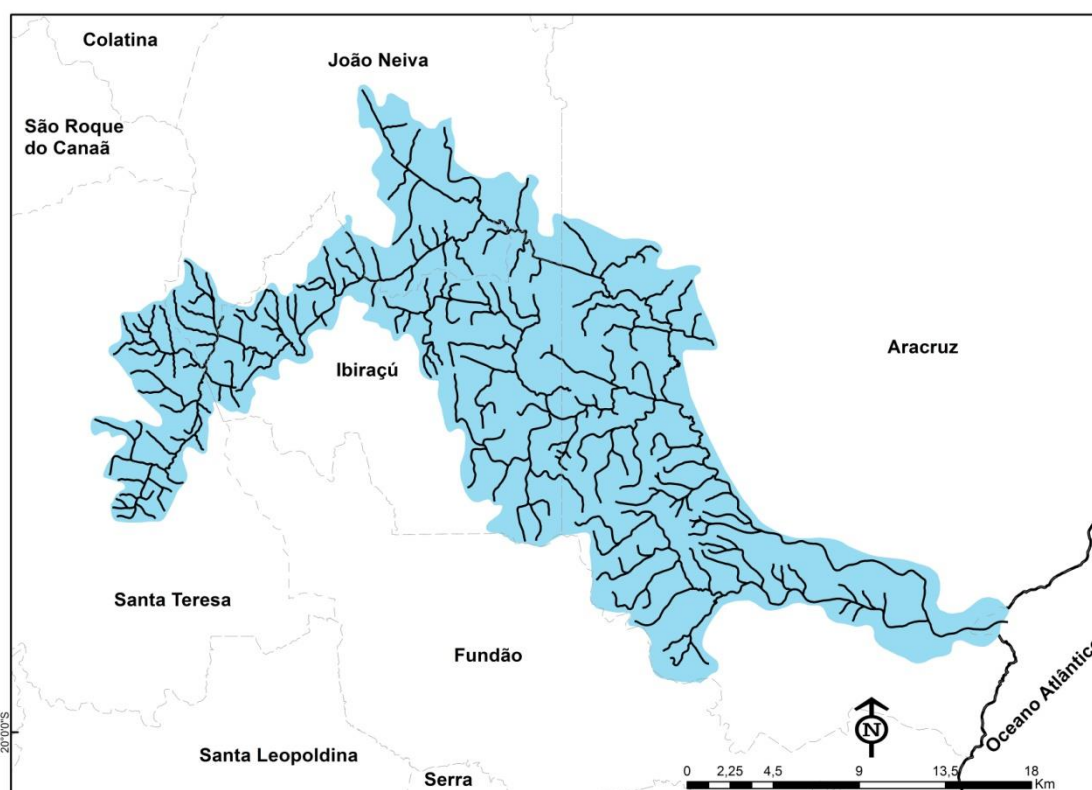 Colatina
João Neiva
São Roque
do Canaã
Aracruz
Ibiraçú
Santa Teresa
Fundão
Oceano Atlântico
20°0'0"S
N
Santa Leopoldina
Serra
0 2,25 4,5 9 13,5 18
Km